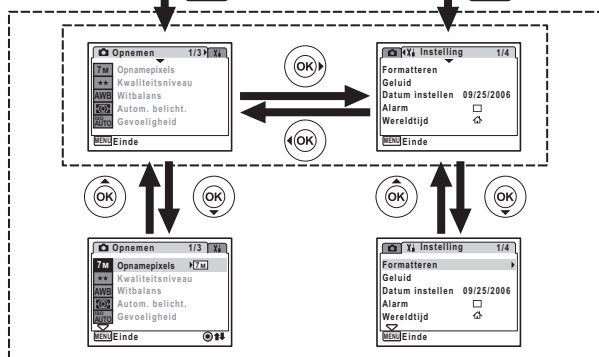 Opnemen 1/3
7M Opnamepixels
★★ Kwaliteitsniveau
AWB Witbalans
Autom. belicht.
ISO AUTO Gevoeligheid
MENU Einde
OK
OK
Instelling 1/4
Formatteren
Geluid
Datum instellen 09/25/2006
Alarm
Wereldtijd
MENU Einde
OK
OK
OK
OK
Opnemen 1/3
7M Opnamepixels 7M
★★ Kwaliteitsniveau
AWB Witbalans
Autom. belicht.
ISO AUTO Gevoeligheid
MENU Einde
Instelling 1/4
Formatteren
Geluid
Datum instellen 09/25/2006
Alarm
Wereldtijd
MENU Einde